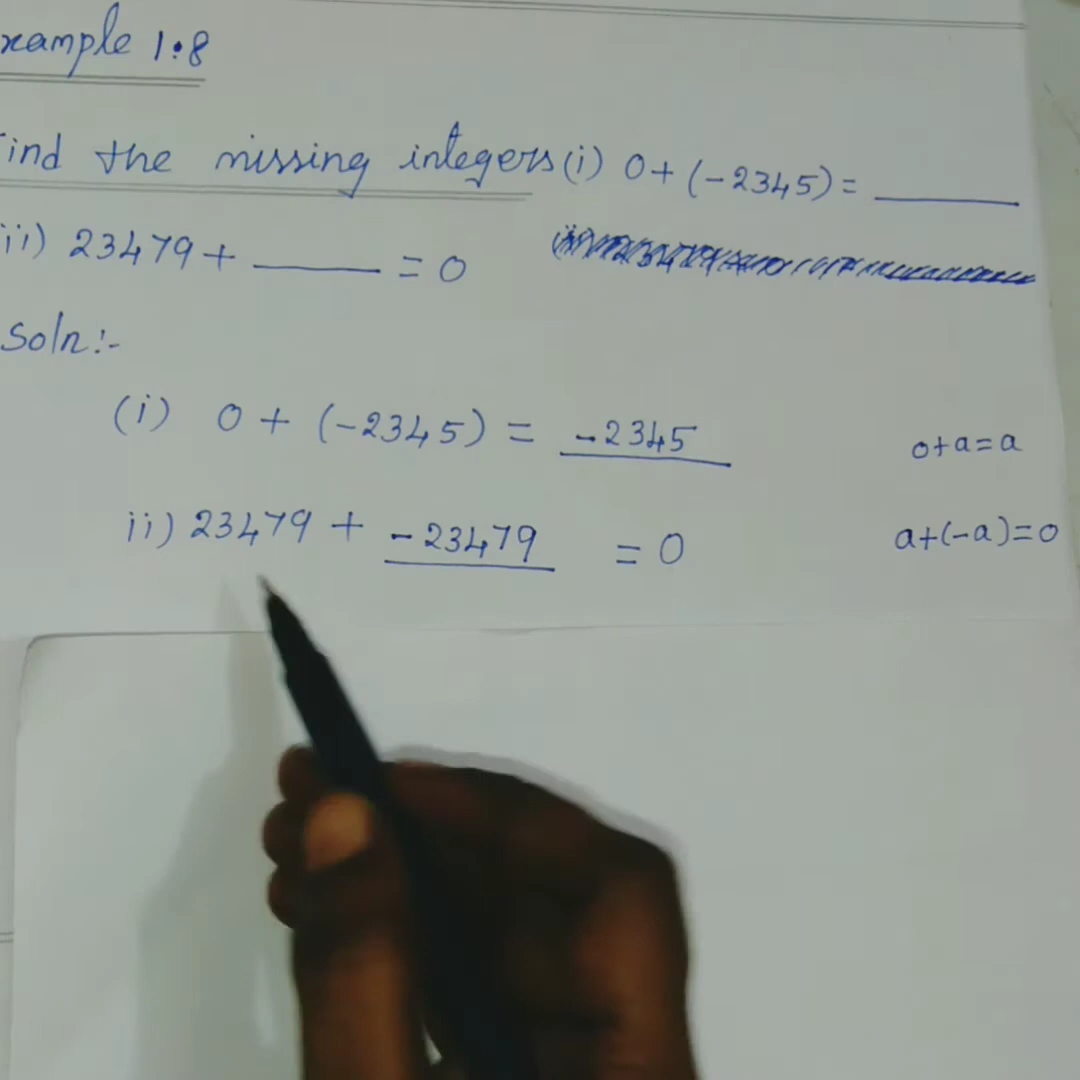 xample 1.8
ind the missing integers (i) 0+(-2345)= ______
ii) 23479+ ______ =0
Soln:-
(i) 0 + (-2345) = -2345 0+a=a
ii) 23479 + -23479 = 0 a+(-a)=0